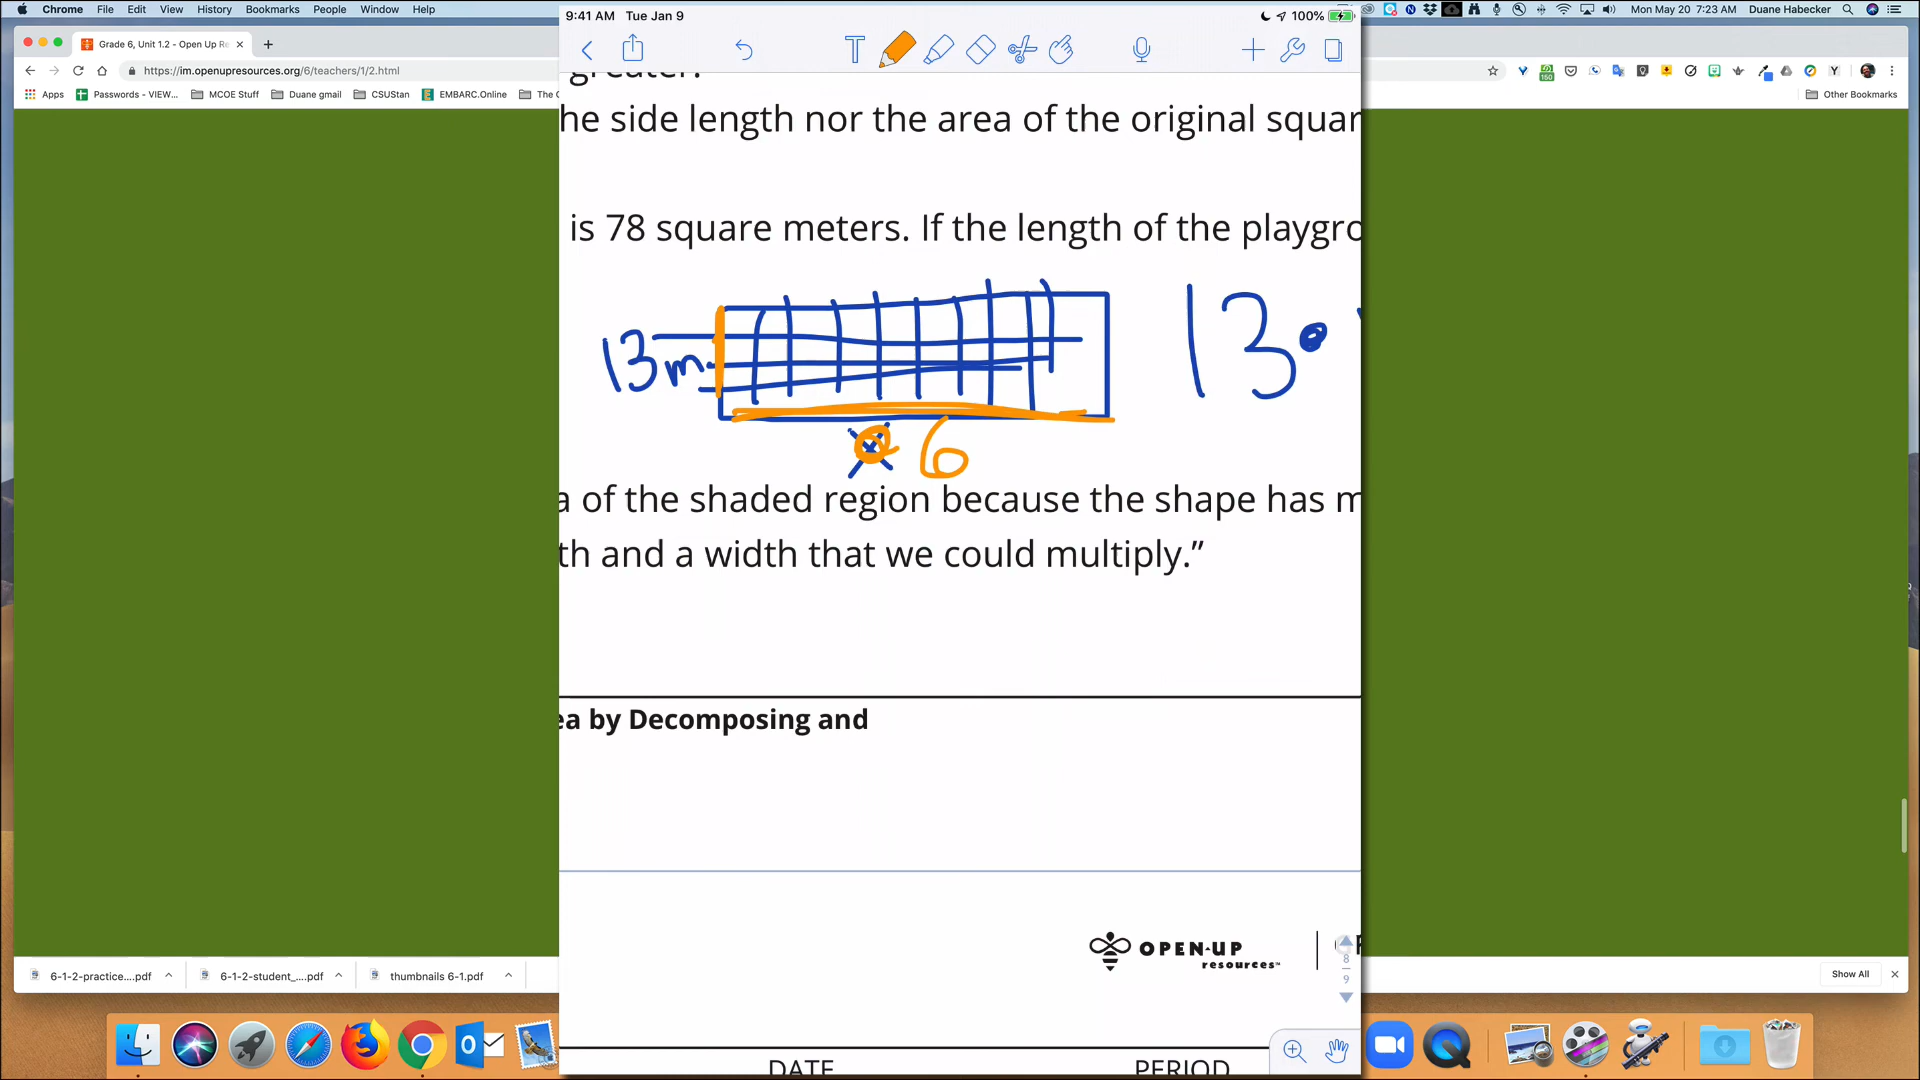 Chrome File Edit View History Bookmarks People Window Help
Mon May 20 7:23 AM Duane Habecker
9:41 AM Tue Jan 9
100%
Grade 6, Unit 1.2 - Open Up Re
https://im.openupresources.org/6/teachers/1/2.html
Apps Passwords - VIEW... MCOE Stuff Duane gmail CSUStan EMBARC.Online The C
Other Bookmarks
greater.
he side length nor the area of the original squar
is 78 square meters. If the length of the playgro
13m
13•
x 6
a of the shaded region because the shape has m
th and a width that we could multiply.”
ea by Decomposing and
OPEN-UP
resources™
8
9
6-1-2-practice....pdf 6-1-2-student_....pdf thumbnails 6-1.pdf
Show All
DATE PERIOD